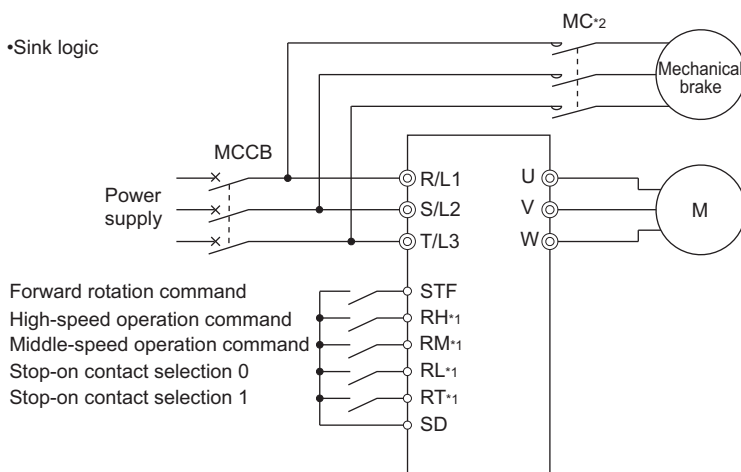 •Sink logic
MC*2
Mechanical
brake
MCCB
Power
supply
R/L1
S/L2
T/L3
U
V
W
M
Forward rotation command
STF
High-speed operation command
RH*1
Middle-speed operation command
RM*1
Stop-on contact selection 0
RL*1
Stop-on contact selection 1
RT*1
SD